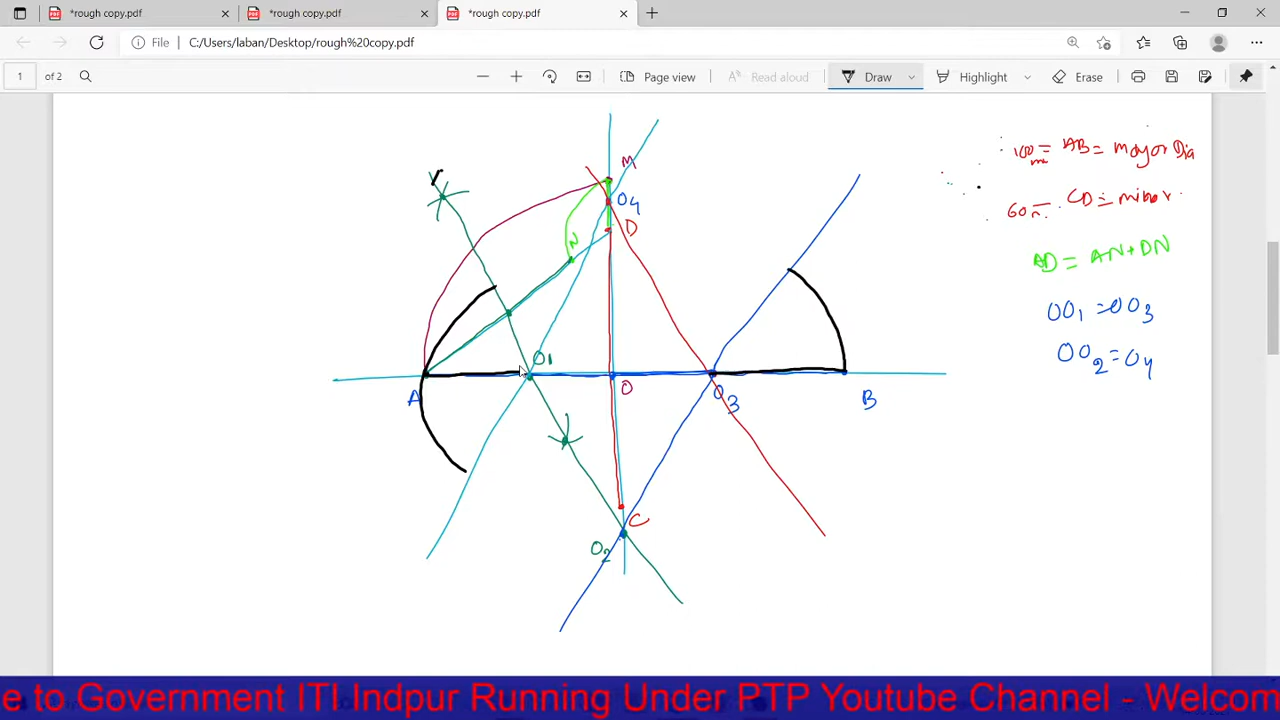 *rough copy.pdf
*rough copy.pdf
*rough copy.pdf
File C:/Users/laban/Desktop/rough%20copy.pdf
1 of 2
Page view
Read aloud
Draw
Highlight
Erase
M
O4
D
N
O1
A
O
O3
B
C
O2
100 = AB = major Dia
60 = CD = minor
AD = AN + DN
OO1 = OO3
OO2 = O4
e to Government ITI Indpur Running Under PTP Youtube Channel - Welcom